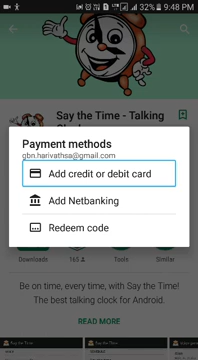 32% 9:48 PM
Say the Time - Talking
Payment methods
gbn.harivathsa@gmail.com
Add credit or debit card
Add Netbanking
Redeem code
Downloads 165 Tools Similar
Be on time, every time, with Say the Time!
The best talking clock for Android.
READ MORE